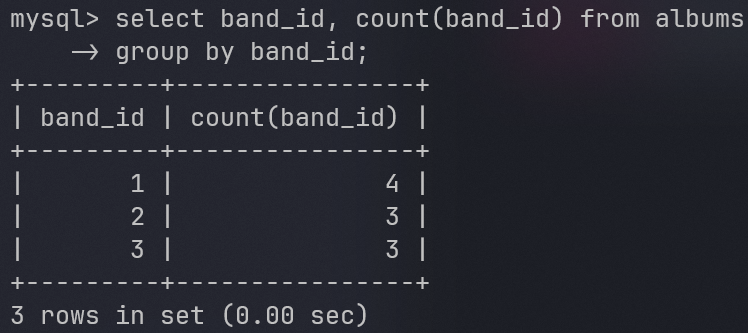 mysql> select band_id, count(band_id) from albums
    -> group by band_id;
+---------+----------------+
| band_id | count(band_id) |
+---------+----------------+
|       1 |              4 |
|       2 |              3 |
|       3 |              3 |
+---------+----------------+
3 rows in set (0.00 sec)